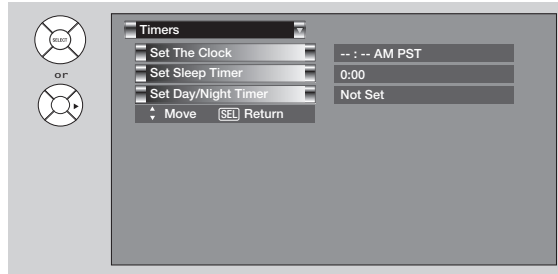 SELECT
or
Timers
Set The Clock -- : -- AM PST
Set Sleep Timer 0:00
Set Day/Night Timer Not Set
Move SEL Return